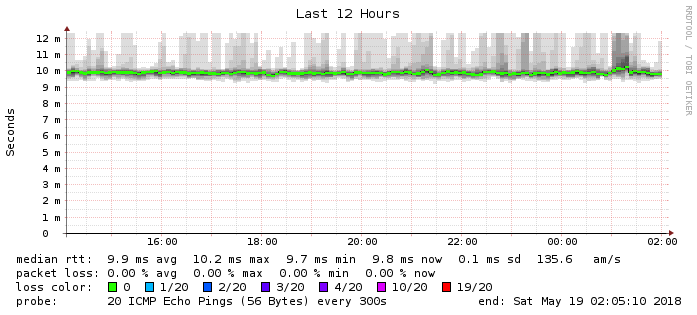 Last 12 Hours
RRDTOOL / TOBI OETIKER
Seconds
12 m
11 m
10 m
9 m
8 m
7 m
6 m
5 m
4 m
3 m
2 m
1 m
0
16:00 18:00 20:00 22:00 00:00 02:00
median rtt: 9.9 ms avg 10.2 ms max 9.7 ms min 9.8 ms now 0.1 ms sd 135.6 am/s
packet loss: 0.00 % avg 0.00 % max 0.00 % min 0.00 % now
loss color: 0 1/20 2/20 3/20 4/20 10/20 19/20
probe: 20 ICMP Echo Pings (56 Bytes) every 300s end: Sat May 19 02:05:10 2018